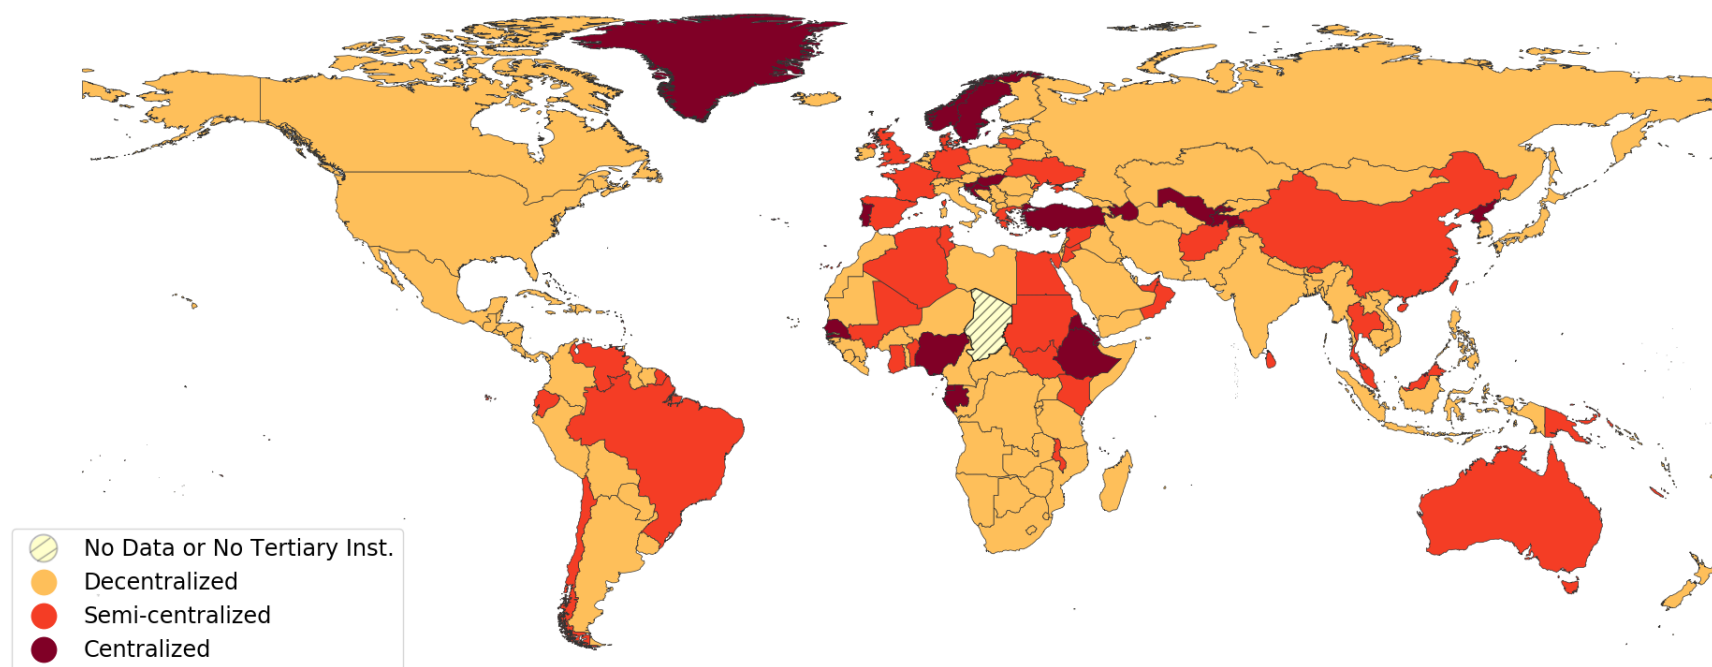 No Data or No Tertiary Inst.
Decentralized
Semi-centralized
Centralized